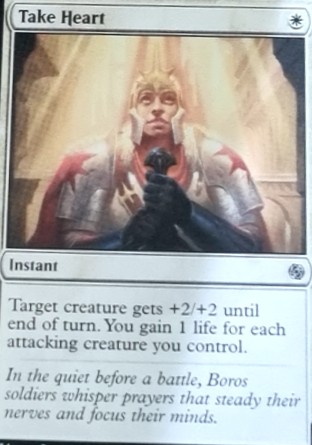 Take Heart
Instant
Target creature gets +2/+2 until
end of turn. You gain 1 life for each
attacking creature you control.
In the quiet before a battle, Boros
soldiers whisper prayers that steady their
nerves and focus their minds.